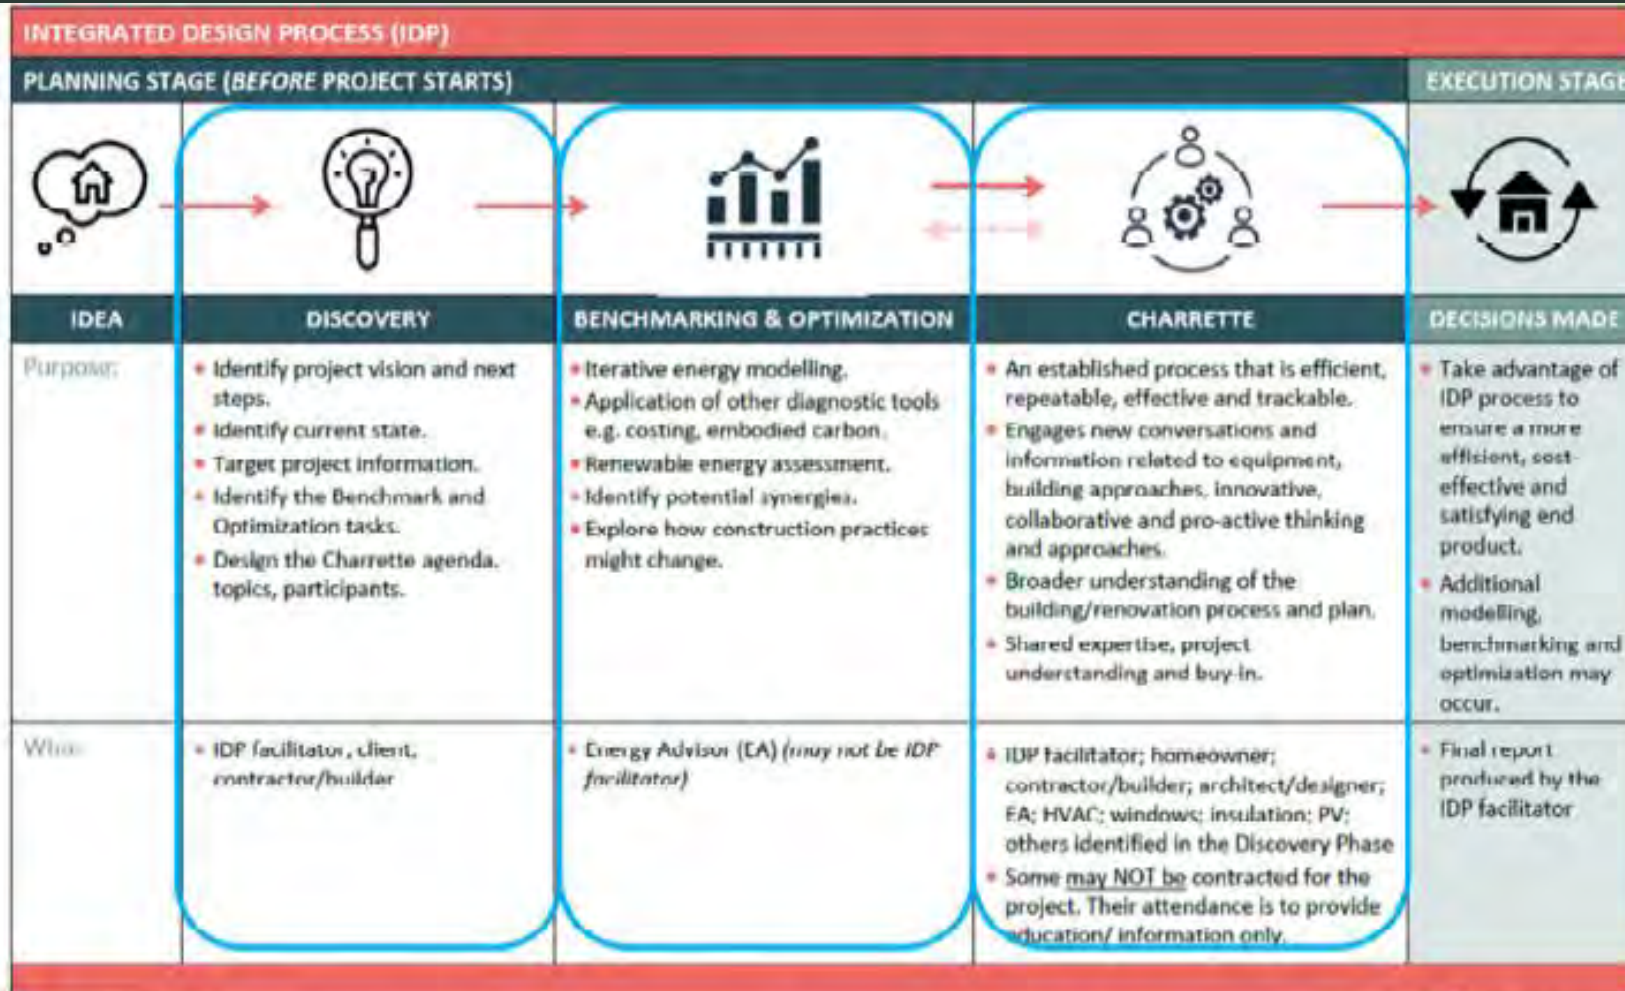 INTEGRATED DESIGN PROCESS (IDP)
PLANNING STAGE (BEFORE PROJECT STARTS)
EXECUTION STAGE
IDEA
DISCOVERY
BENCHMARKING & OPTIMIZATION
CHARRETTE
DECISIONS MADE
Purpose:
• Identify project vision and next
steps.
• Identify current state.
• Target project information.
• Identify the Benchmark and
Optimization tasks.
• Design the Charrette agenda.
topics, participants.
• Iterative energy modelling.
• Application of other diagnostic tools
e.g. costing, embodied carbon.
• Renewable energy assessment.
• Identify potential synergies.
• Explore how construction practices
might change.
• An established process that is efficient,
repeatable, effective and trackable.
• Engages new conversations and
information related to equipment,
building approaches, innovative,
collaborative and pro-active thinking
and approaches.
• Broader understanding of the
building/renovation process and plan.
• Shared expertise, project
understanding and buy-in.
• Take advantage of
IDP process to
ensure a more
efficient, cost-
effective and
satisfying end
product.
• Additional
modelling,
benchmarking and
optimization may
occur.
Who:
• IDP facilitator, client,
contractor/builder
• Energy Advisor (EA) (may not be IDP
facilitator)
• IDP facilitator; homeowner;
contractor/builder; architect/designer;
EA; HVAC; windows; insulation; PV;
others identified in the Discovery Phase
• Some may NOT be contracted for the
project. Their attendance is to provide
education/ information only.
• Final report
produced by the
IDP facilitator